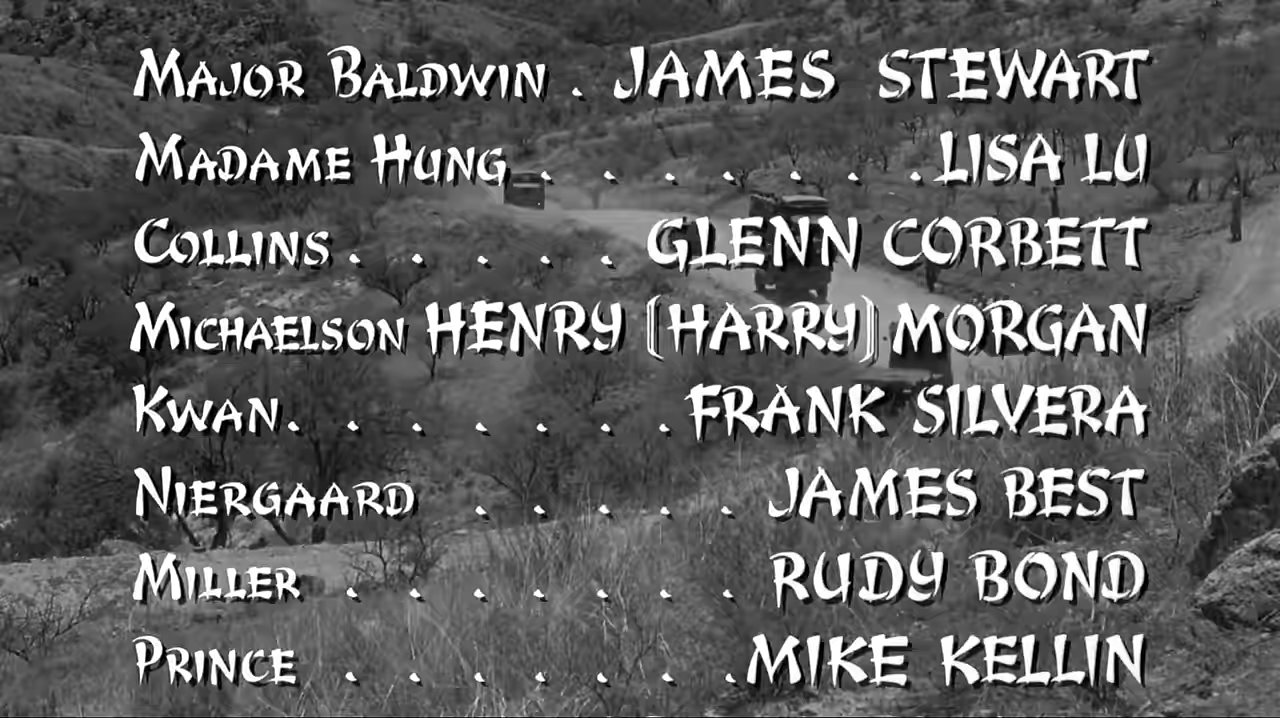 Major Baldwin . JAMES STEWART
Madame Hung . . . . . . . LISA LU
Collins . . . . . GLENN CORBETT
Michaelson HENRY (HARRY) MORGAN
Kwan . . . . . . . FRANK SILVERA
Niergaard . . . . . JAMES BEST
Miller . . . . . . . RUDY BOND
Prince . . . . . . . MIKE KELLIN